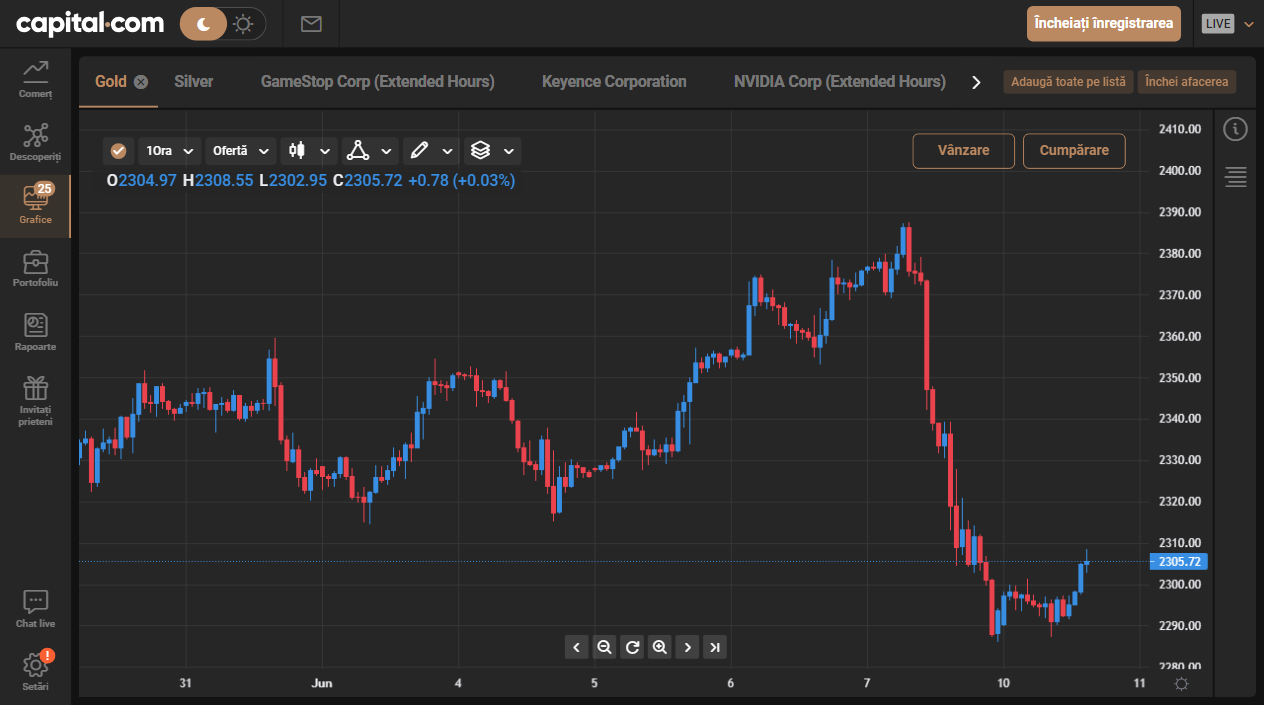 capital.com
Încheiați înregistrarea
LIVE
Comerț
Descoperiți
25
Grafice
Portofoliu
Rapoarte
Invitați
prieteni
Chat live
!
Setări
Gold
Silver
GameStop Corp (Extended Hours)
Keyence Corporation
NVIDIA Corp (Extended Hours)
Adaugă toate pe listă
Închei afacerea
1Ora
Ofertă
Vânzare
Cumpărare
O2304.97 H2308.55 L2302.95 C2305.72 +0.78 (+0.03%)
2410.00
2400.00
2390.00
2380.00
2370.00
2360.00
2350.00
2340.00
2330.00
2320.00
2310.00
2305.72
2300.00
2290.00
2280.00
31
Jun
4
5
6
7
10
11